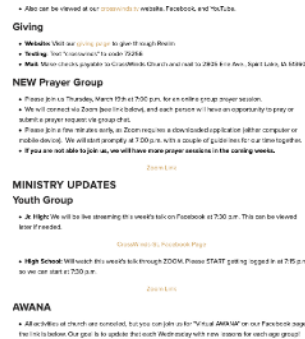 • Also can be viewed at our crosswinds.tv website, Facebook, and YouTube.
Giving
• Website: Visit our giving page to give through Realm.
• Texting: Text "crosswinds" to code 73256
• Mail: Make checks payable to CrossWinds Church and mail to Erie Ave., Spirit Lake, IA 51360
NEW Prayer Group
• Please join us Thursday, March 19th at 7:00 p.m. for an online group prayer session.
• We will connect via Zoom (see link below), and each person will have an opportunity to pray or
submit a prayer request via group chat.
• Please join a few minutes early, as Zoom requires a downloaded application (either computer or
mobile device). We will start promptly at 7:00 p.m. with a couple of guidelines for our time together.
• If you are not able to join us, we will have more prayer sessions in the coming weeks.
Zoom Link
MINISTRY UPDATES
Youth Group
• Jr. High: We will be live streaming this week's talk on Facebook at 7:30 p.m. This can be viewed
later if needed.
CrossWinds Facebook Page
• High School: Will watch this week's talk through ZOOM. Please START getting logged in at 7:15 p.m
so we can start at 7:30 p.m.
Zoom Link
AWANA
• All activities at church are canceled, but you can join us for "Virtual AWANA" on our Facebook page
the link is below. Our goal is to update that each Wednesday with new lessons for each age group!